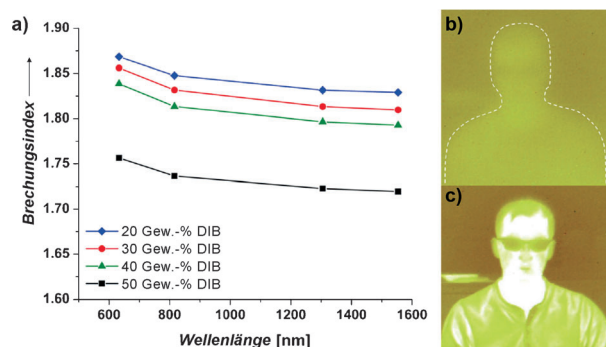 a)
1.90
1.85
1.80
1.75
1.70
1.65
1.60
Brechungsindex →
20 Gew.-% DIB
30 Gew.-% DIB
40 Gew.-% DIB
50 Gew.-% DIB
600 800 1000 1200 1400 1600
Wellenlänge [nm]
b)
c)